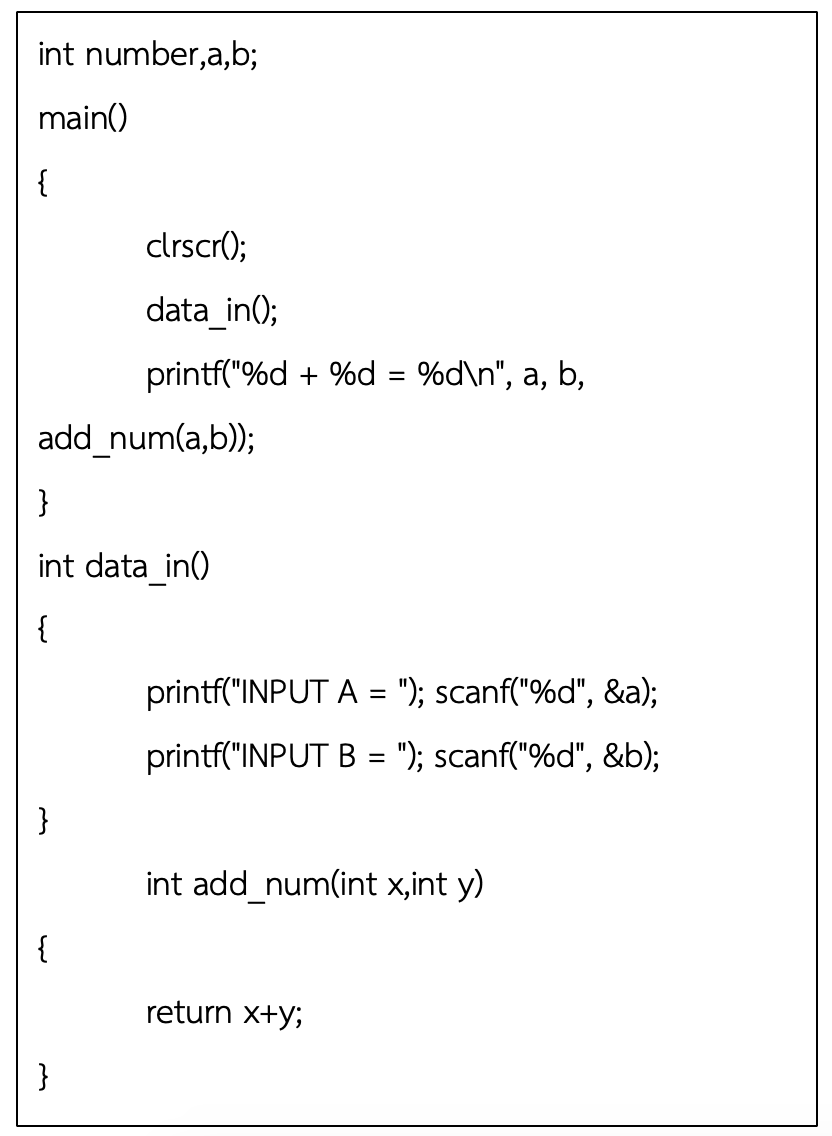 int number,a,b;
main()
{
clrscr();
data_in();
printf("%d + %d = %d\n", a, b,
add_num(a,b));
}
int data_in()
{
printf("INPUT A = "); scanf("%d", &a);
printf("INPUT B = "); scanf("%d", &b);
}
int add_num(int x,int y)
{
return x+y;
}